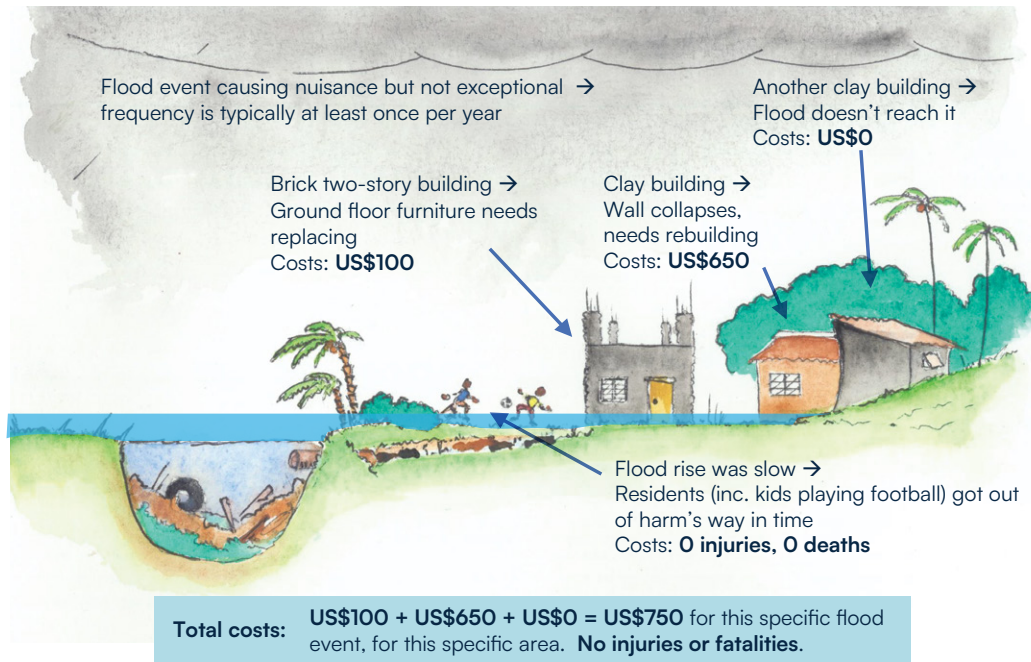 Flood event causing nuisance but not exceptional →
frequency is typically at least once per year
Another clay building →
Flood doesn’t reach it
Costs: US$0
Brick two-story building →
Ground floor furniture needs
replacing
Costs: US$100
Clay building →
Wall collapses,
needs rebuilding
Costs: US$650
Flood rise was slow →
Residents (inc. kids playing football) got out
of harm’s way in time
Costs: 0 injuries, 0 deaths
Total costs:
US$100 + US$650 + US$0 = US$750 for this specific flood
event, for this specific area. No injuries or fatalities.